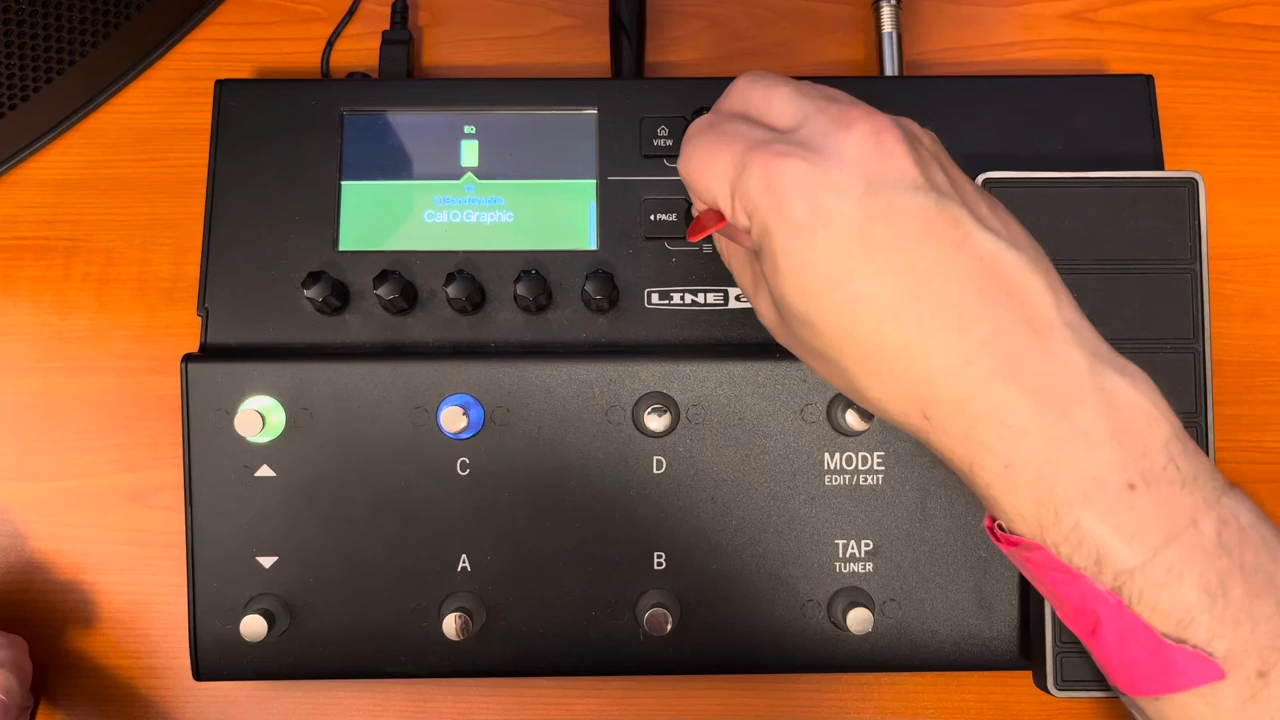 EQ
Cali Q Graphic
VIEW
PAGE
LINE 6
C
D
MODE
EDIT/EXIT
A
B
TAP
TUNER